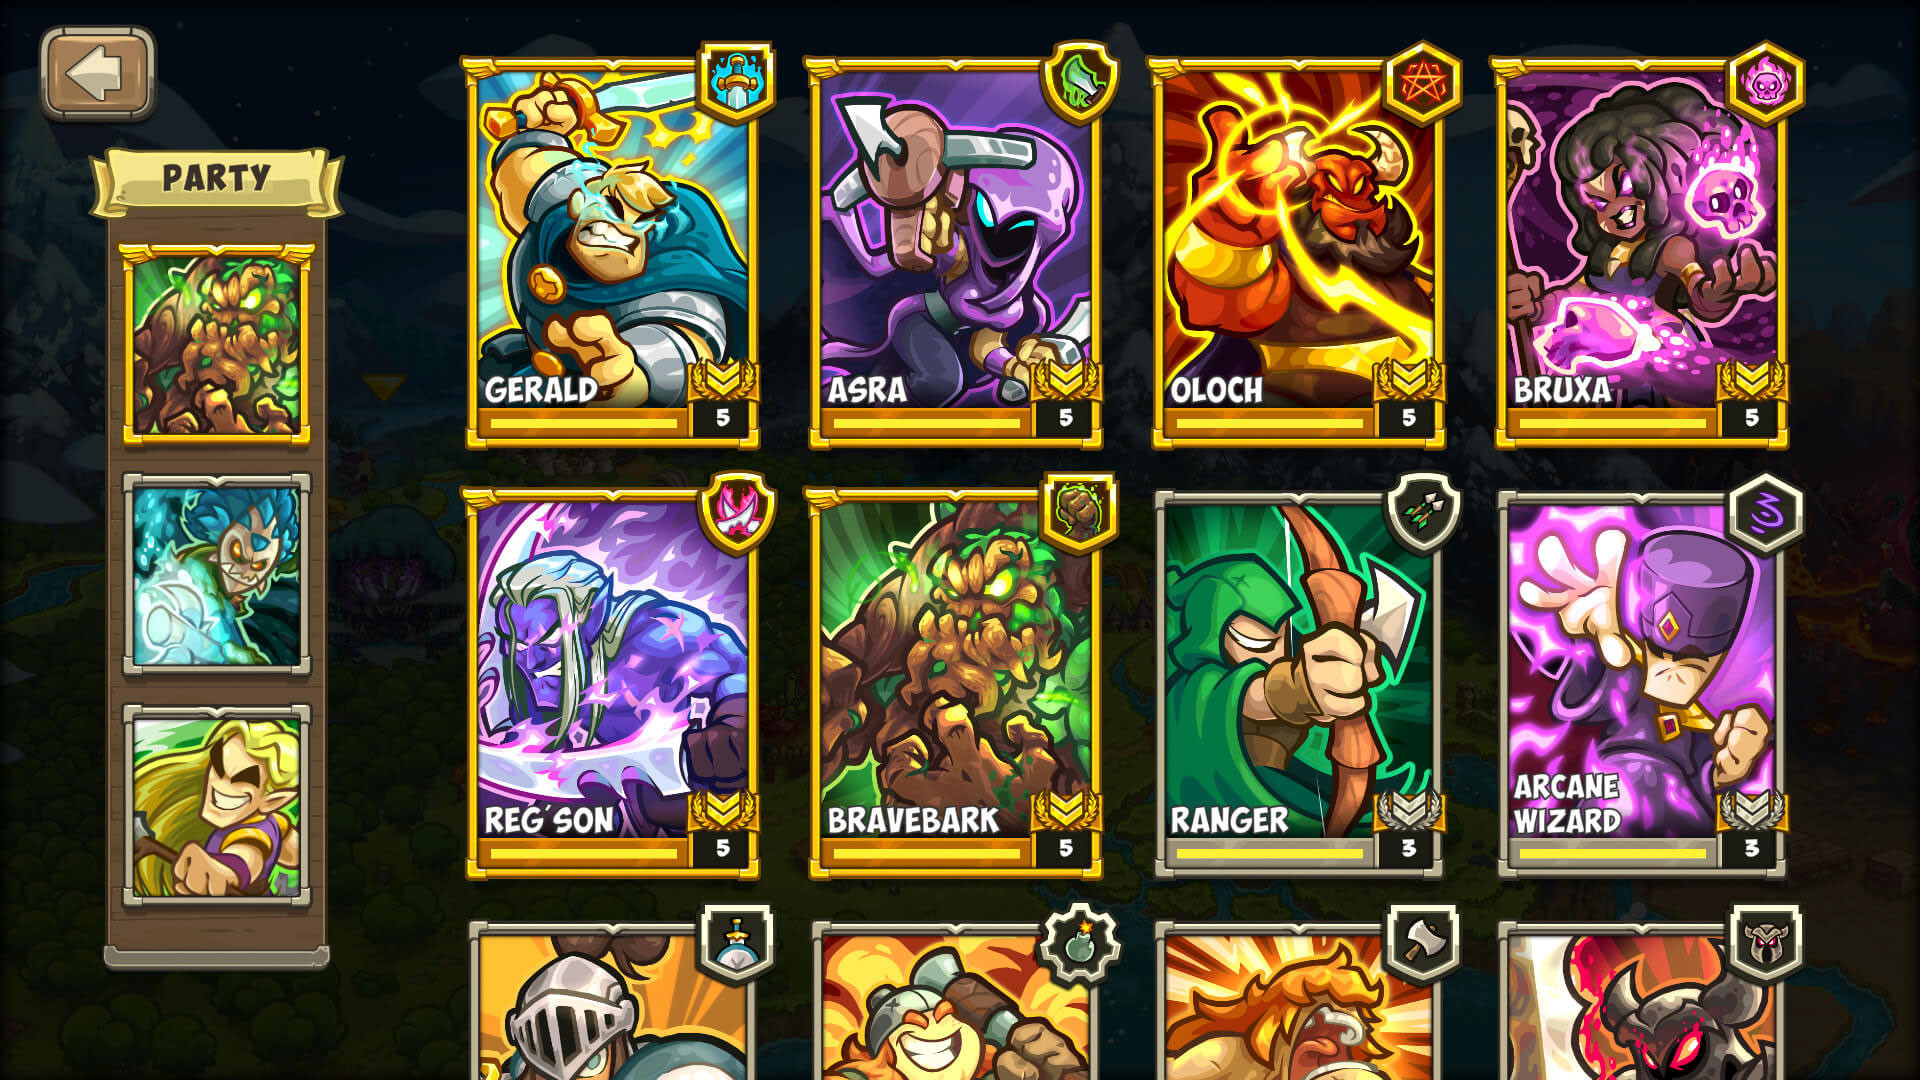 PARTY
GERALD
5
ASRA
5
OLOCH
5
BRUXA
5
REG'SON
5
BRAVEBARK
5
RANGER
3
ARCANE
WIZARD
3